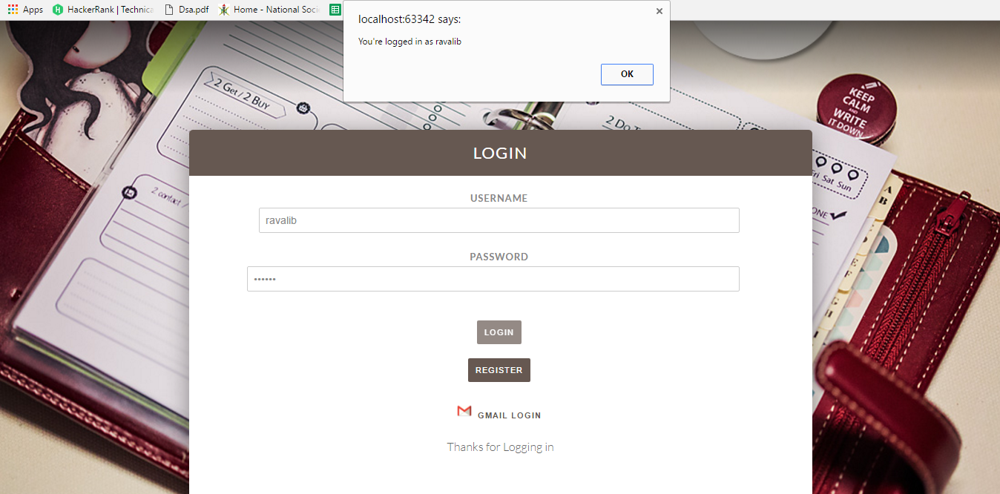 Apps HackerRank | Technica Dsa.pdf Home - National Soci
localhost:63342 says:
You're logged in as ravalib
OK
2 Get / 2 Buy
2 Do
KEEP
CALM
AND
WRITE
IT DOWN
LOGIN
Fri Sat Sun
2 contact /
A
B
ONE
USERNAME
ravalib
PASSWORD
••••••
E
F
G
H
I
LOGIN
REGISTER
GMAIL LOGIN
Thanks for Logging in